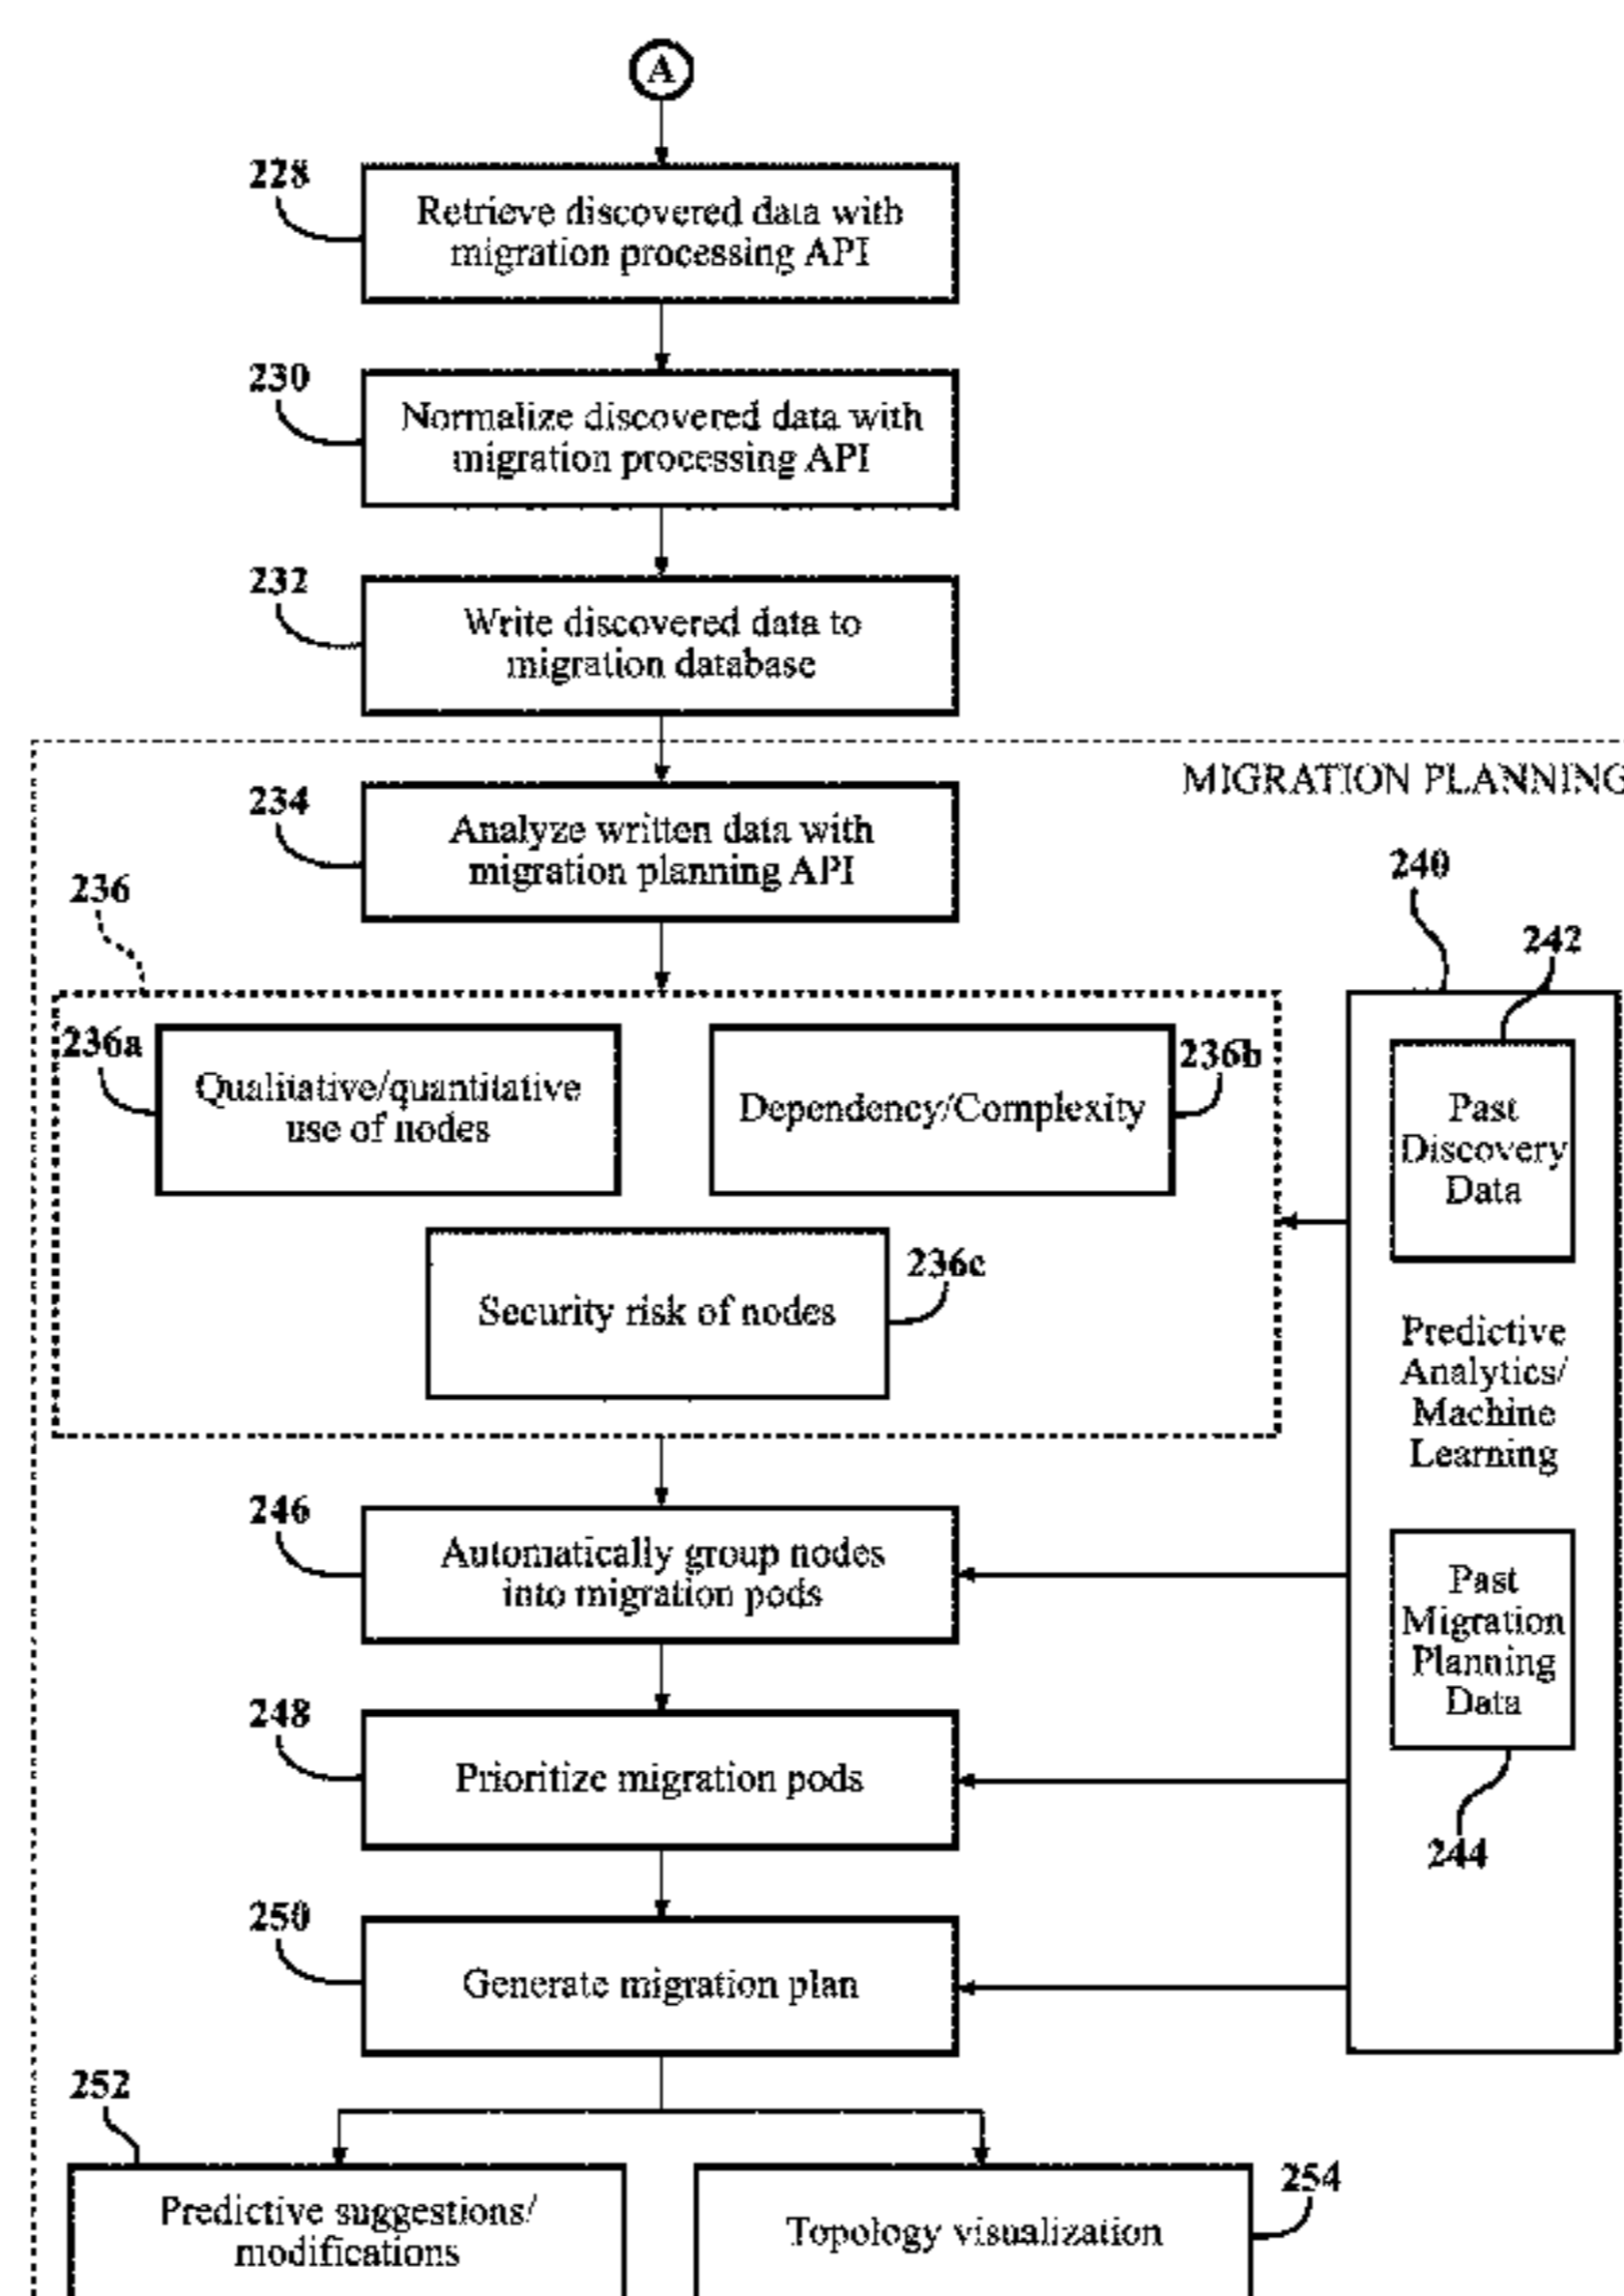 A
228
Retrieve discovered data with
migration processing API
230
Normalize discovered data with
migration processing API
232
Write discovered data to
migration database
MIGRATION PLANNING
234
Analyze written data with
migration planning API
236
236a
Qualitative/quantitative
use of nodes
236b
Dependency/Complexity
236c
Security risk of nodes
240
242
Past
Discovery
Data
Predictive
Analytics/
Machine
Learning
Past
Migration
Planning
Data
244
246
Automatically group nodes
into migration pods
248
Prioritize migration pods
250
Generate migration plan
252
Predictive suggestions/
modifications
254
Topology visualization